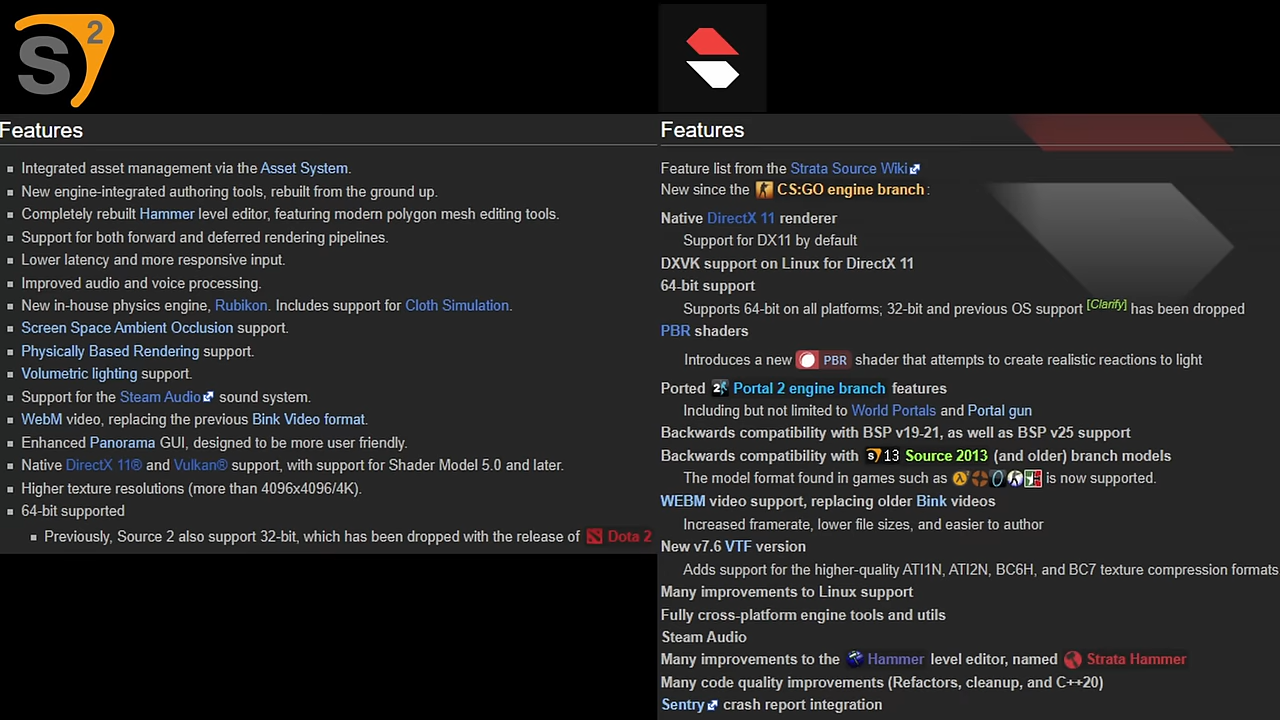 S2
Features
Integrated asset management via the Asset System.
New engine-integrated authoring tools, rebuilt from the ground up.
Completely rebuilt Hammer level editor, featuring modern polygon mesh editing tools.
Support for both forward and deferred rendering pipelines.
Lower latency and more responsive input.
Improved audio and voice processing.
New in-house physics engine, Rubikon. Includes support for Cloth Simulation.
Screen Space Ambient Occlusion support.
Physically Based Rendering support.
Volumetric lighting support.
Support for the Steam Audio sound system.
WebM video, replacing the previous Bink Video format.
Enhanced Panorama GUI, designed to be more user friendly.
Native DirectX 11® and Vulkan® support, with support for Shader Model 5.0 and later.
Higher texture resolutions (more than 4096x4096/4K).
64-bit supported
Previously, Source 2 also support 32-bit, which has been dropped with the release of Dota 2
Features
Feature list from the Strata Source Wiki
New since the CS:GO engine branch:
Native DirectX 11 renderer
Support for DX11 by default
DXVK support on Linux for DirectX 11
64-bit support
Supports 64-bit on all platforms; 32-bit and previous OS support [Clarify] has been dropped
PBR shaders
Introduces a new PBR shader that attempts to create realistic reactions to light
Ported 2 Portal 2 engine branch features
Including but not limited to World Portals and Portal gun
Backwards compatibility with BSP v19-21, as well as BSP v25 support
Backwards compatibility with s 13 Source 2013 (and older) branch models
The model format found in games such as is now supported.
WEBM video support, replacing older Bink videos
Increased framerate, lower file sizes, and easier to author
New v7.6 VTF version
Adds support for the higher-quality ATI1N, ATI2N, BC6H, and BC7 texture compression formats
Many improvements to Linux support
Fully cross-platform engine tools and utils
Steam Audio
Many improvements to the Hammer level editor, named Strata Hammer
Many code quality improvements (Refactors, cleanup, and C++20)
Sentry crash report integration